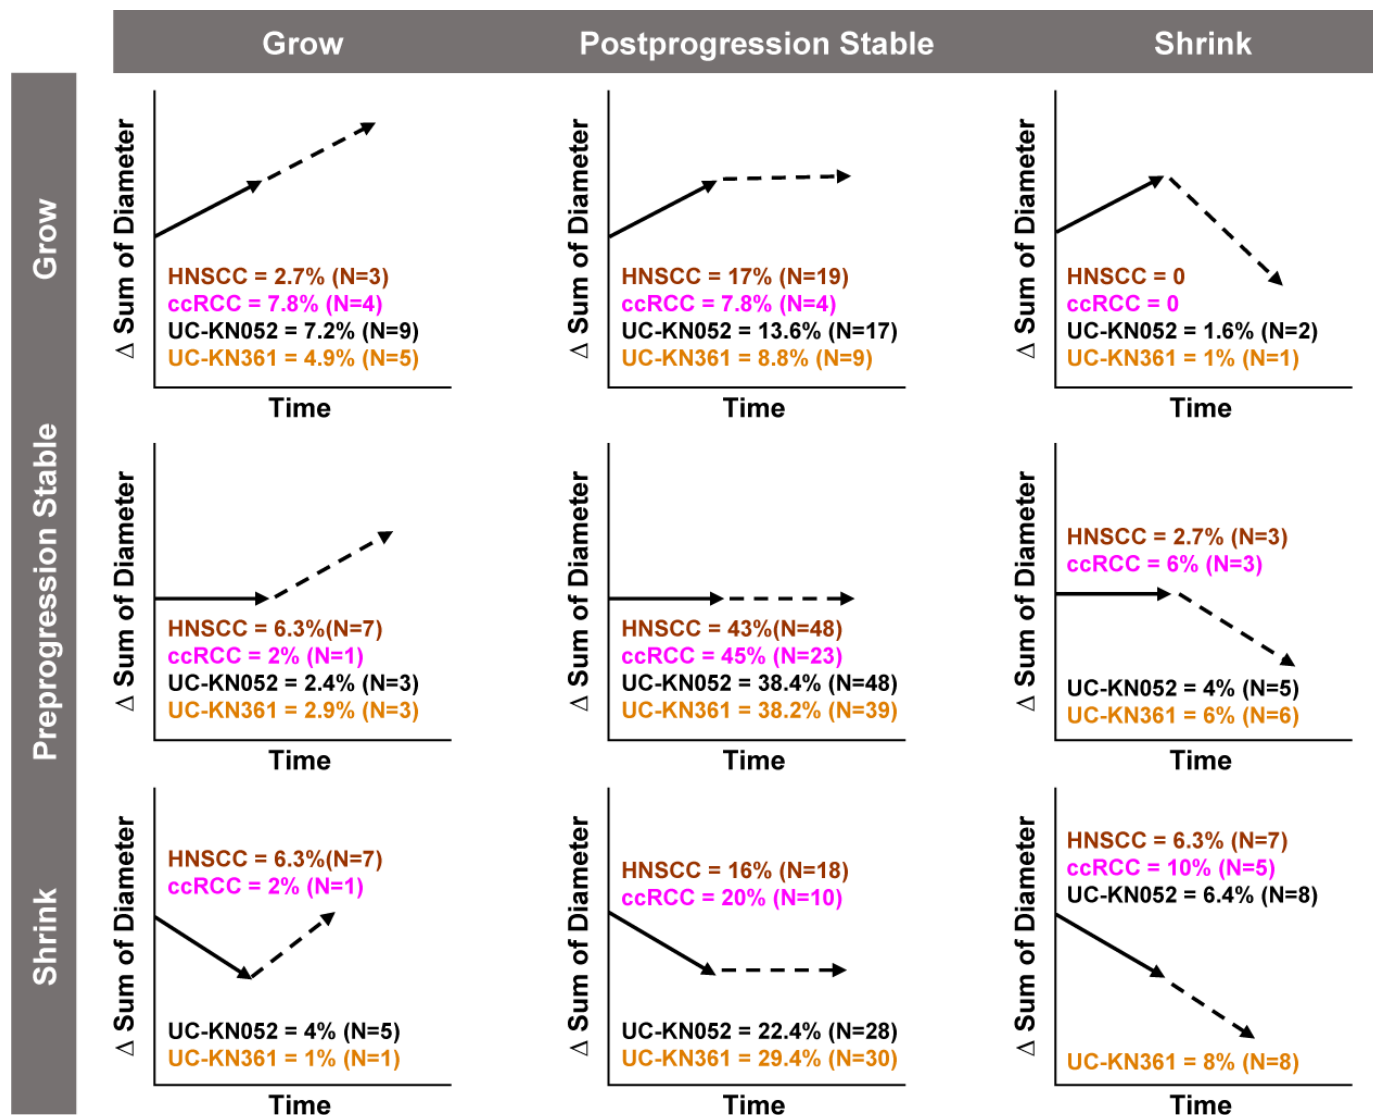 Grow
Postprogression Stable
Shrink
Grow
Δ Sum of Diameter
HNSCC = 2.7% (N=3)
ccRCC = 7.8% (N=4)
UC-KN052 = 7.2% (N=9)
UC-KN361 = 4.9% (N=5)
Time
Δ Sum of Diameter
HNSCC = 17% (N=19)
ccRCC = 7.8% (N=4)
UC-KN052 = 13.6% (N=17)
UC-KN361 = 8.8% (N=9)
Time
Δ Sum of Diameter
HNSCC = 0
ccRCC = 0
UC-KN052 = 1.6% (N=2)
UC-KN361 = 1% (N=1)
Time
Preprogression Stable
Δ Sum of Diameter
HNSCC = 6.3%(N=7)
ccRCC = 2% (N=1)
UC-KN052 = 2.4% (N=3)
UC-KN361 = 2.9% (N=3)
Time
Δ Sum of Diameter
HNSCC = 43%(N=48)
ccRCC = 45% (N=23)
UC-KN052 = 38.4% (N=48)
UC-KN361 = 38.2% (N=39)
Time
Δ Sum of Diameter
HNSCC = 2.7% (N=3)
ccRCC = 6% (N=3)
UC-KN052 = 4% (N=5)
UC-KN361 = 6% (N=6)
Time
Shrink
Δ Sum of Diameter
HNSCC = 6.3%(N=7)
ccRCC = 2% (N=1)
UC-KN052 = 4% (N=5)
UC-KN361 = 1% (N=1)
Time
Δ Sum of Diameter
HNSCC = 16% (N=18)
ccRCC = 20% (N=10)
UC-KN052 = 22.4% (N=28)
UC-KN361 = 29.4% (N=30)
Time
Δ Sum of Diameter
HNSCC = 6.3% (N=7)
ccRCC = 10% (N=5)
UC-KN052 = 6.4% (N=8)
UC-KN361 = 8% (N=8)
Time